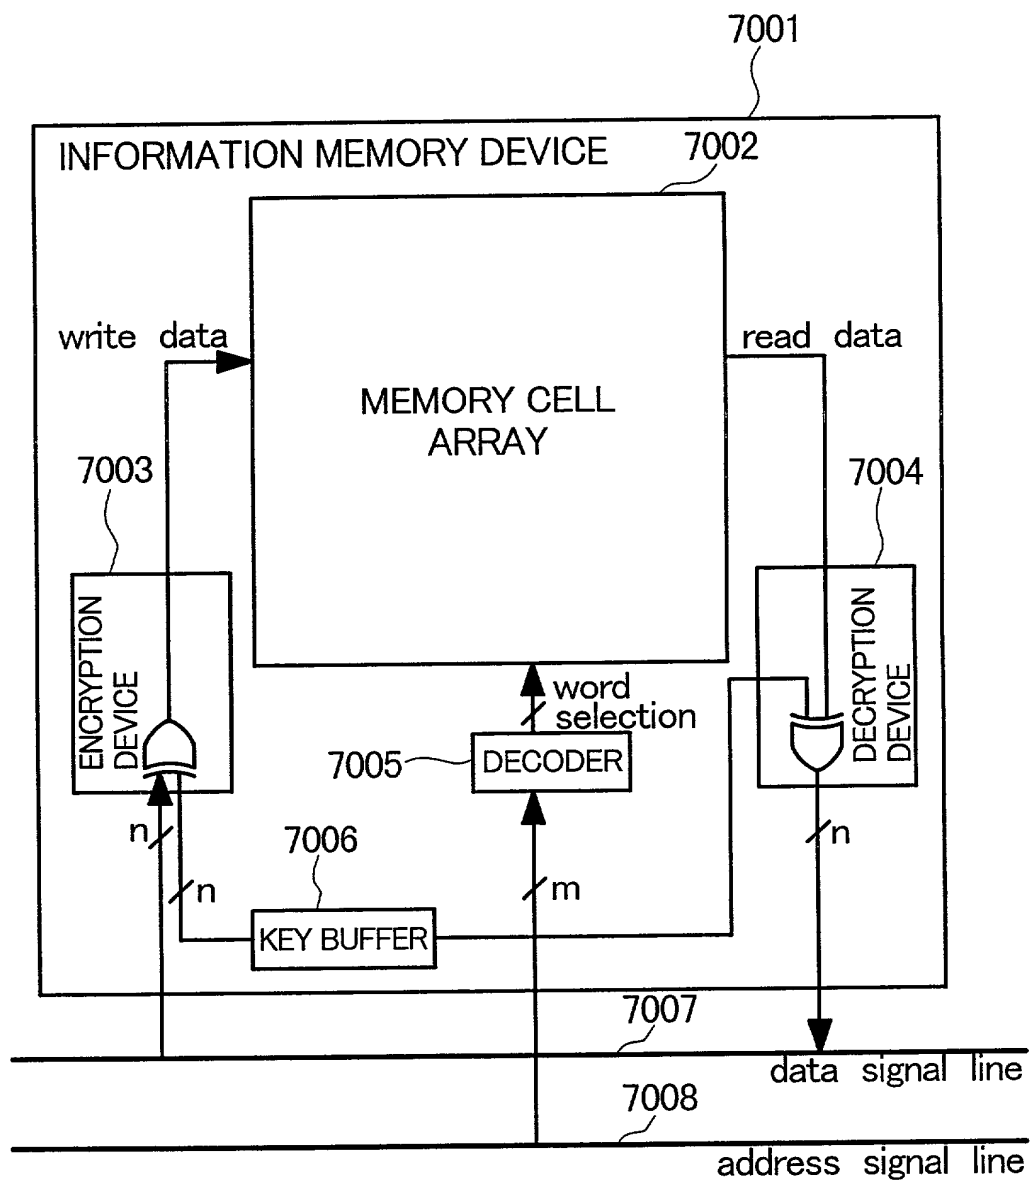 7001
INFORMATION MEMORY DEVICE
7002
write data
read data
MEMORY CELL
ARRAY
7003
7004
ENCRYPTION
DEVICE
DECRYPTION
DEVICE
word
selection
7005
DECODER
n
n
7006
n
m
KEY BUFFER
7007
data signal line
7008
address signal line